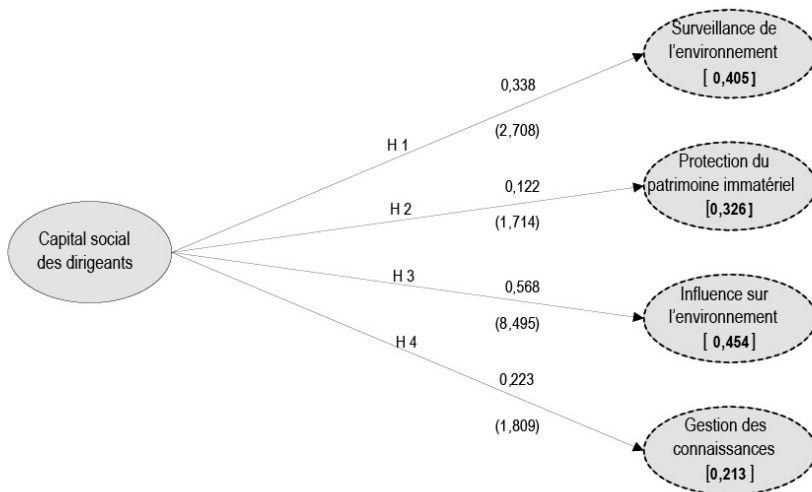 Surveillance de
l'environnement
[ 0,405]
0,338
(2,708)
H 1
Protection du
patrimoine immatériel
[0,326]
0,122
(1,714)
H 2
Capital social
des dirigeants
H 3
0,568
(8,495)
Influence sur
l'environnement
[ 0,454]
H 4
0,223
(1,809)
Gestion des
connaissances
[0,213]